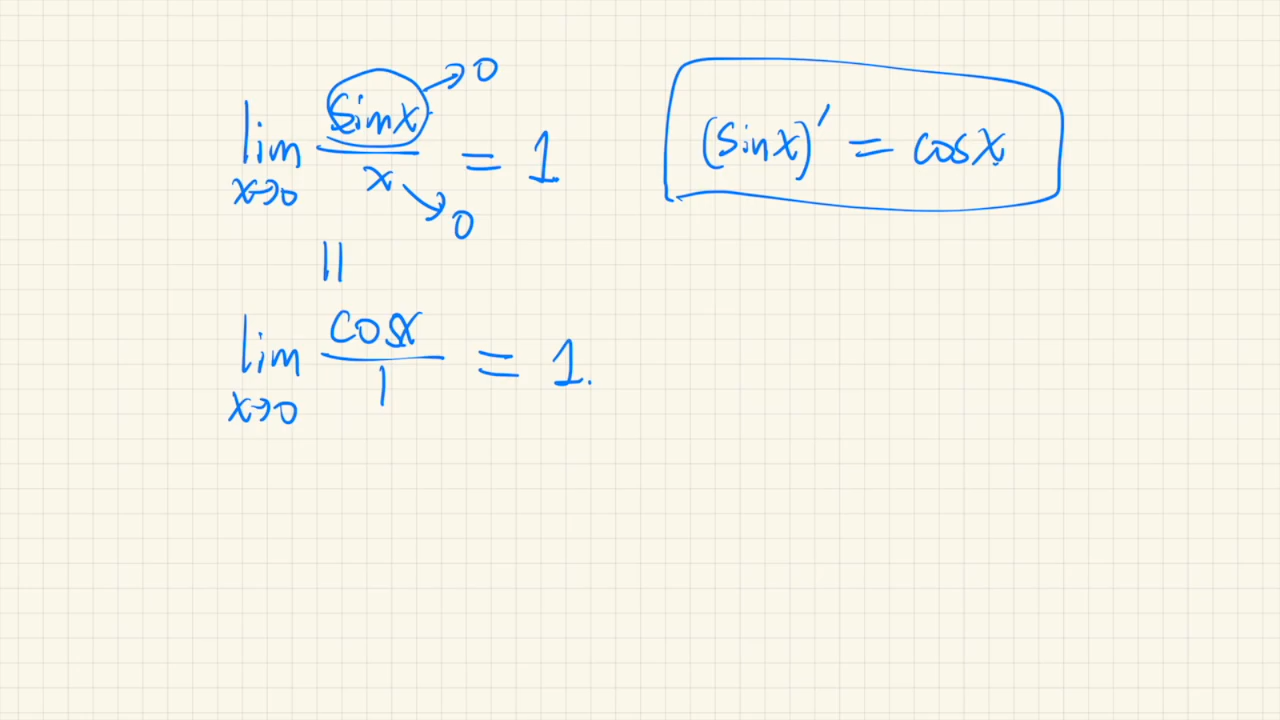 lim x→0 sinx / x = 1
→ 0
→ 0
(sinx)′ = cosx
||
lim x→0 cosx / 1 = 1.